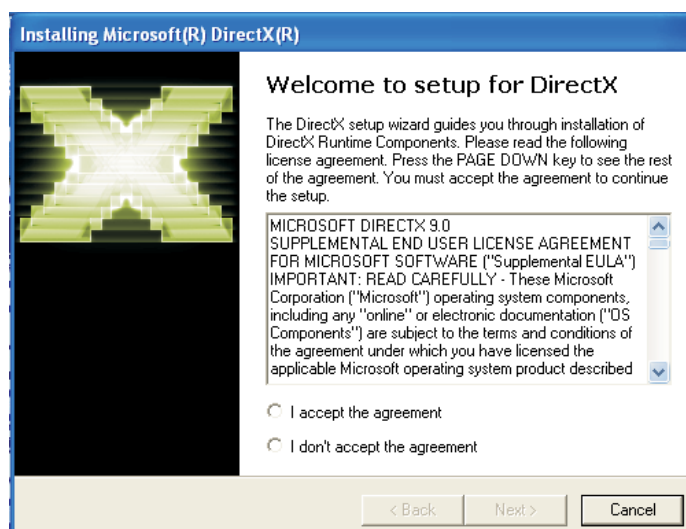 Installing Microsoft(R) DirectX(R)
Welcome to setup for DirectX
The DirectX setup wizard guides you through installation of
DirectX Runtime Components. Please read the following
license agreement. Press the PAGE DOWN key to see the rest
of the agreement. You must accept the agreement to continue
the setup.
MICROSOFT DIRECTX 9.0
SUPPLEMENTAL END USER LICENSE AGREEMENT
FOR MICROSOFT SOFTWARE ("Supplemental EULA")
IMPORTANT: READ CAREFULLY - These Microsoft
Corporation ("Microsoft") operating system components,
including any "online" or electronic documentation ("OS
Components") are subject to the terms and conditions of
the agreement under which you have licensed the
applicable Microsoft operating system product described
I accept the agreement
I don't accept the agreement
< Back Next > Cancel